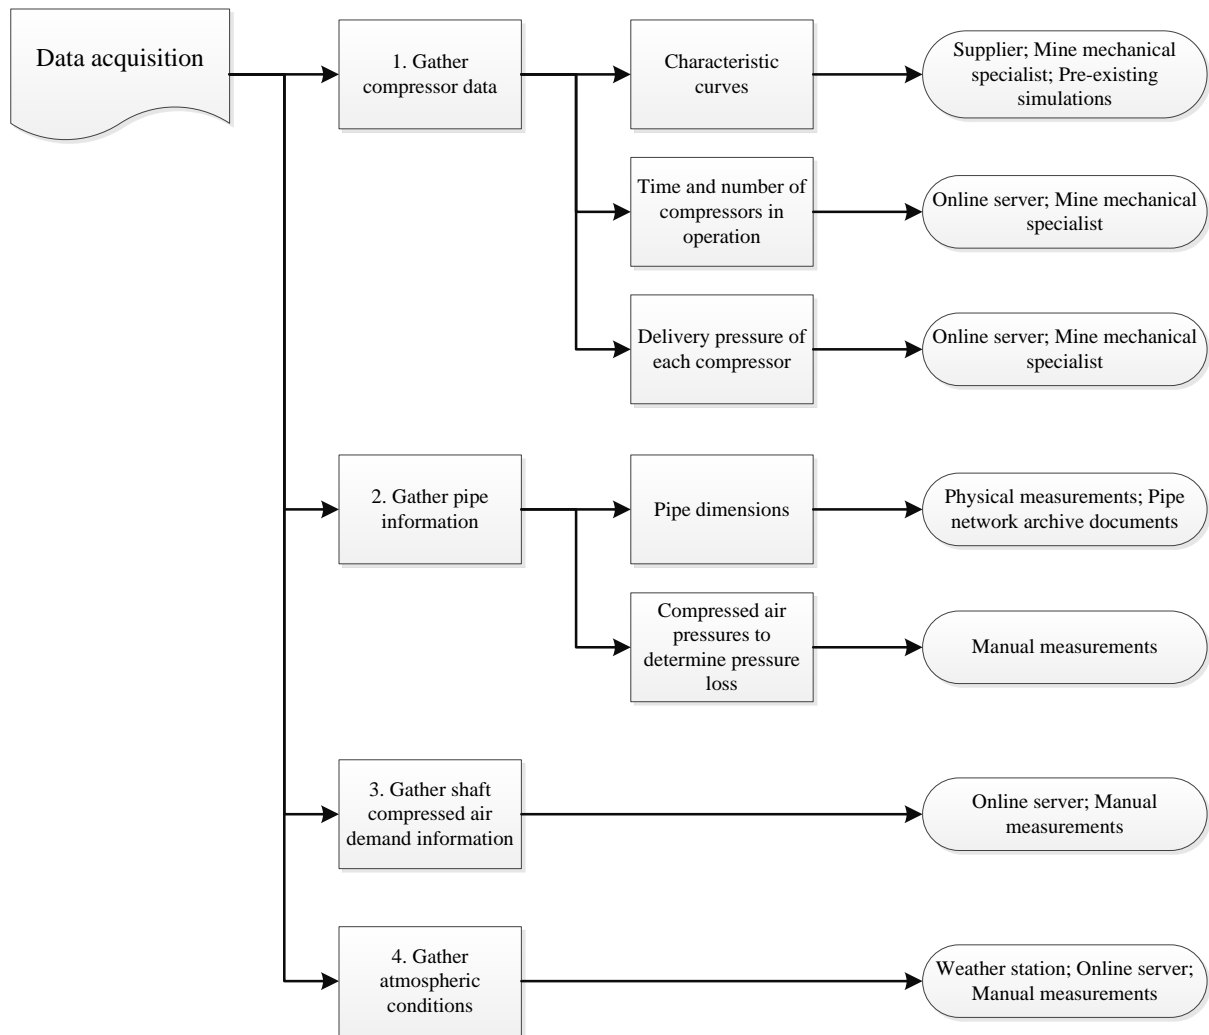 Data acquisition
1. Gather
compressor data
Characteristic
curves
Supplier; Mine mechanical
specialist; Pre-existing
simulations
Time and number of
compressors in
operation
Online server; Mine mechanical
specialist
Delivery pressure of
each compressor
Online server; Mine mechanical
specialist
2. Gather pipe
information
Pipe dimensions
Physical measurements; Pipe
network archive documents
Compressed air
pressures to
determine pressure
loss
Manual measurements
3. Gather shaft
compressed air
demand information
Online server; Manual
measurements
4. Gather
atmospheric
conditions
Weather station; Online server;
Manual measurements